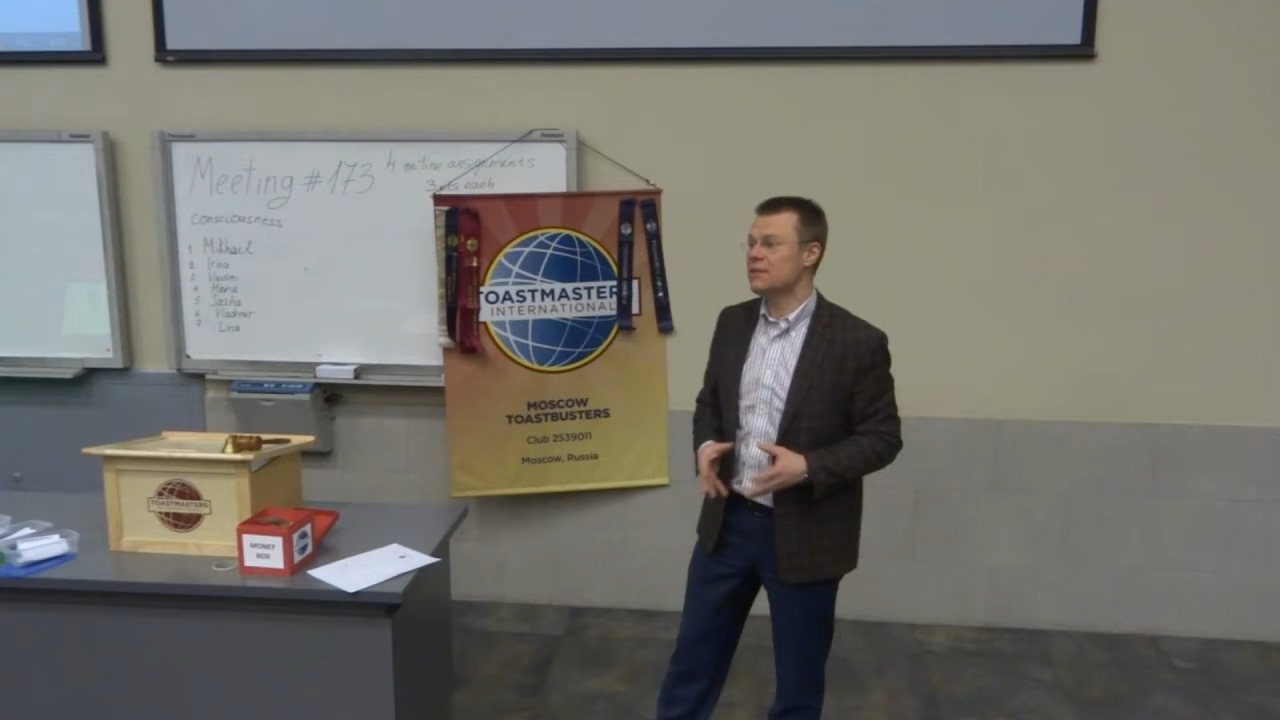 Meeting #173
4 online assignments
3 pts each
consciousness
1 Mikhail
2 Irina
3 Vadim
4 Maria
5 Sasha
6 Vladimir
7 Lina
TOASTMASTER
INTERNATIONAL
MOSCOW
TOASTBUSTERS
Club 2539011
Moscow, Russia
TOASTMASTERS
MONEY
BOX